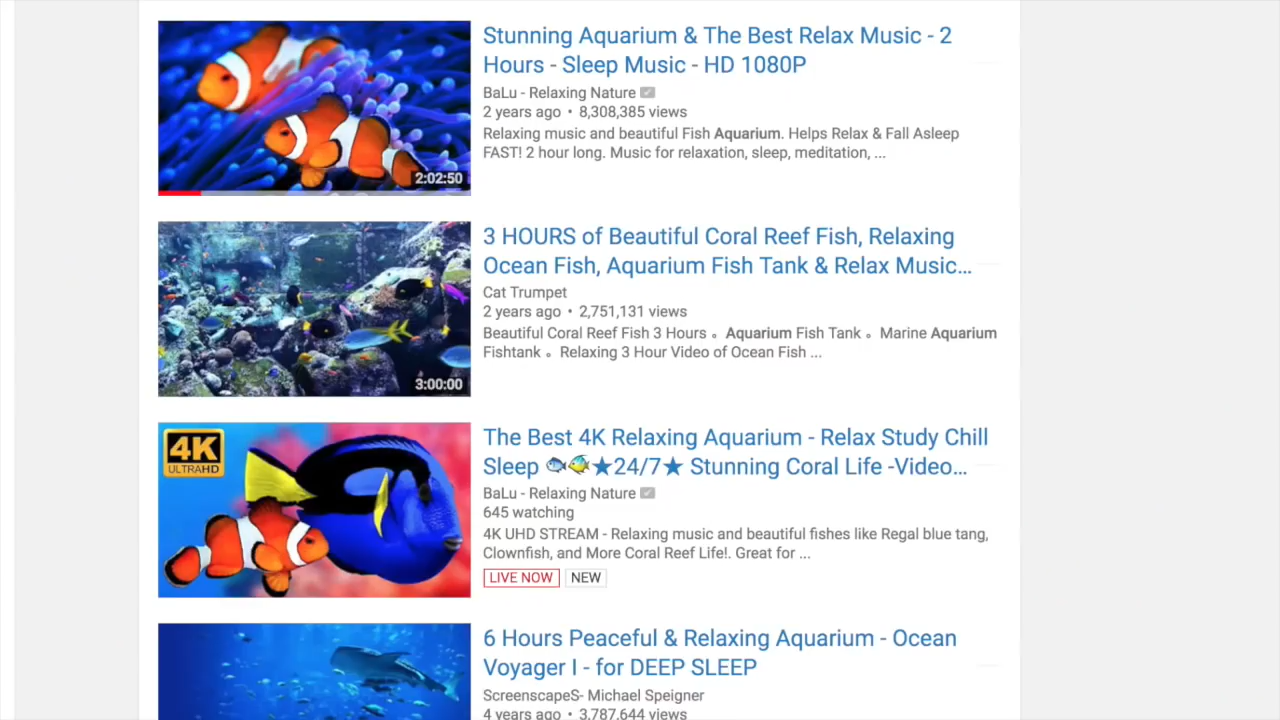 Stunning Aquarium & The Best Relax Music - 2
Hours - Sleep Music - HD 1080P
BaLu - Relaxing Nature
2 years ago • 8,308,385 views
Relaxing music and beautiful Fish Aquarium. Helps Relax & Fall Asleep
FAST! 2 hour long. Music for relaxation, sleep, meditation, ...
2:02:50
3 HOURS of Beautiful Coral Reef Fish, Relaxing
Ocean Fish, Aquarium Fish Tank & Relax Music...
Cat Trumpet
2 years ago • 2,751,131 views
Beautiful Coral Reef Fish 3 Hours 。 Aquarium Fish Tank 。 Marine Aquarium
Fishtank 。 Relaxing 3 Hour Video of Ocean Fish ...
3:00:00
4K
ULTRAHD
The Best 4K Relaxing Aquarium - Relax Study Chill
Sleep 🐟🐠★24/7★ Stunning Coral Life -Video...
BaLu - Relaxing Nature
645 watching
4K UHD STREAM - Relaxing music and beautiful fishes like Regal blue tang,
Clownfish, and More Coral Reef Life!. Great for ...
LIVE NOW NEW
6 Hours Peaceful & Relaxing Aquarium - Ocean
Voyager I - for DEEP SLEEP
ScreenscapeS- Michael Speigner
4 years ago • 3,787,644 views